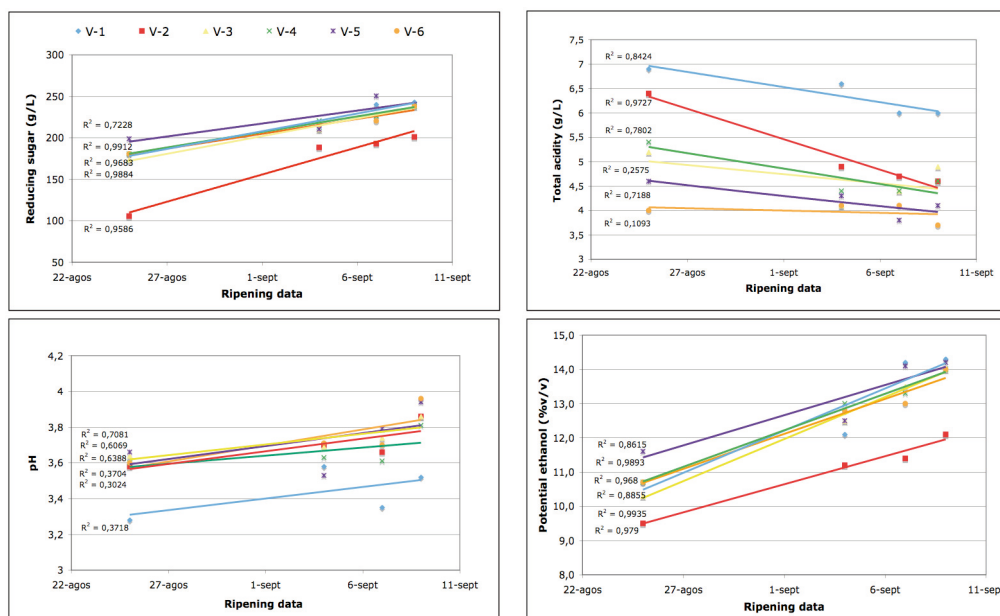 V-1 V-2 V-3 V-4 V-5 V-6
Reducing sugar (g/L)
300
250
200
150
100
50
R² = 0,7228
R² = 0,9912
R² = 0,9683
R² = 0,9884
R² = 0,9586
22-agos 27-agos 1-sept 6-sept 11-sept
Ripening data
Total acidity (g/L)
7,5
7
6,5
6
5,5
5
4,5
4
3,5
3
R² = 0,8424
R² = 0,9727
R² = 0,7802
R² = 0,2575
R² = 0,7188
R² = 0,1093
22-agos 27-agos 1-sept 6-sept 11-sept
Ripening data
pH
4,2
4
3,8
3,6
3,4
3,2
3
R² = 0,7081
R² = 0,6069
R² = 0,6388
R² = 0,3704
R² = 0,3024
R² = 0,3718
22-agos 27-agos 1-sept 6-sept 11-sept
Ripening data
Potential ethanol (%ov/v)
15,0
14,0
13,0
12,0
11,0
10,0
9,0
8,0
R² = 0,8615
R² = 0,9893
R² = 0,968
R² = 0,8855
R² = 0,9935
R² = 0,979
22-agos 27-agos 1-sept 6-sept 11-sept
Ripening data